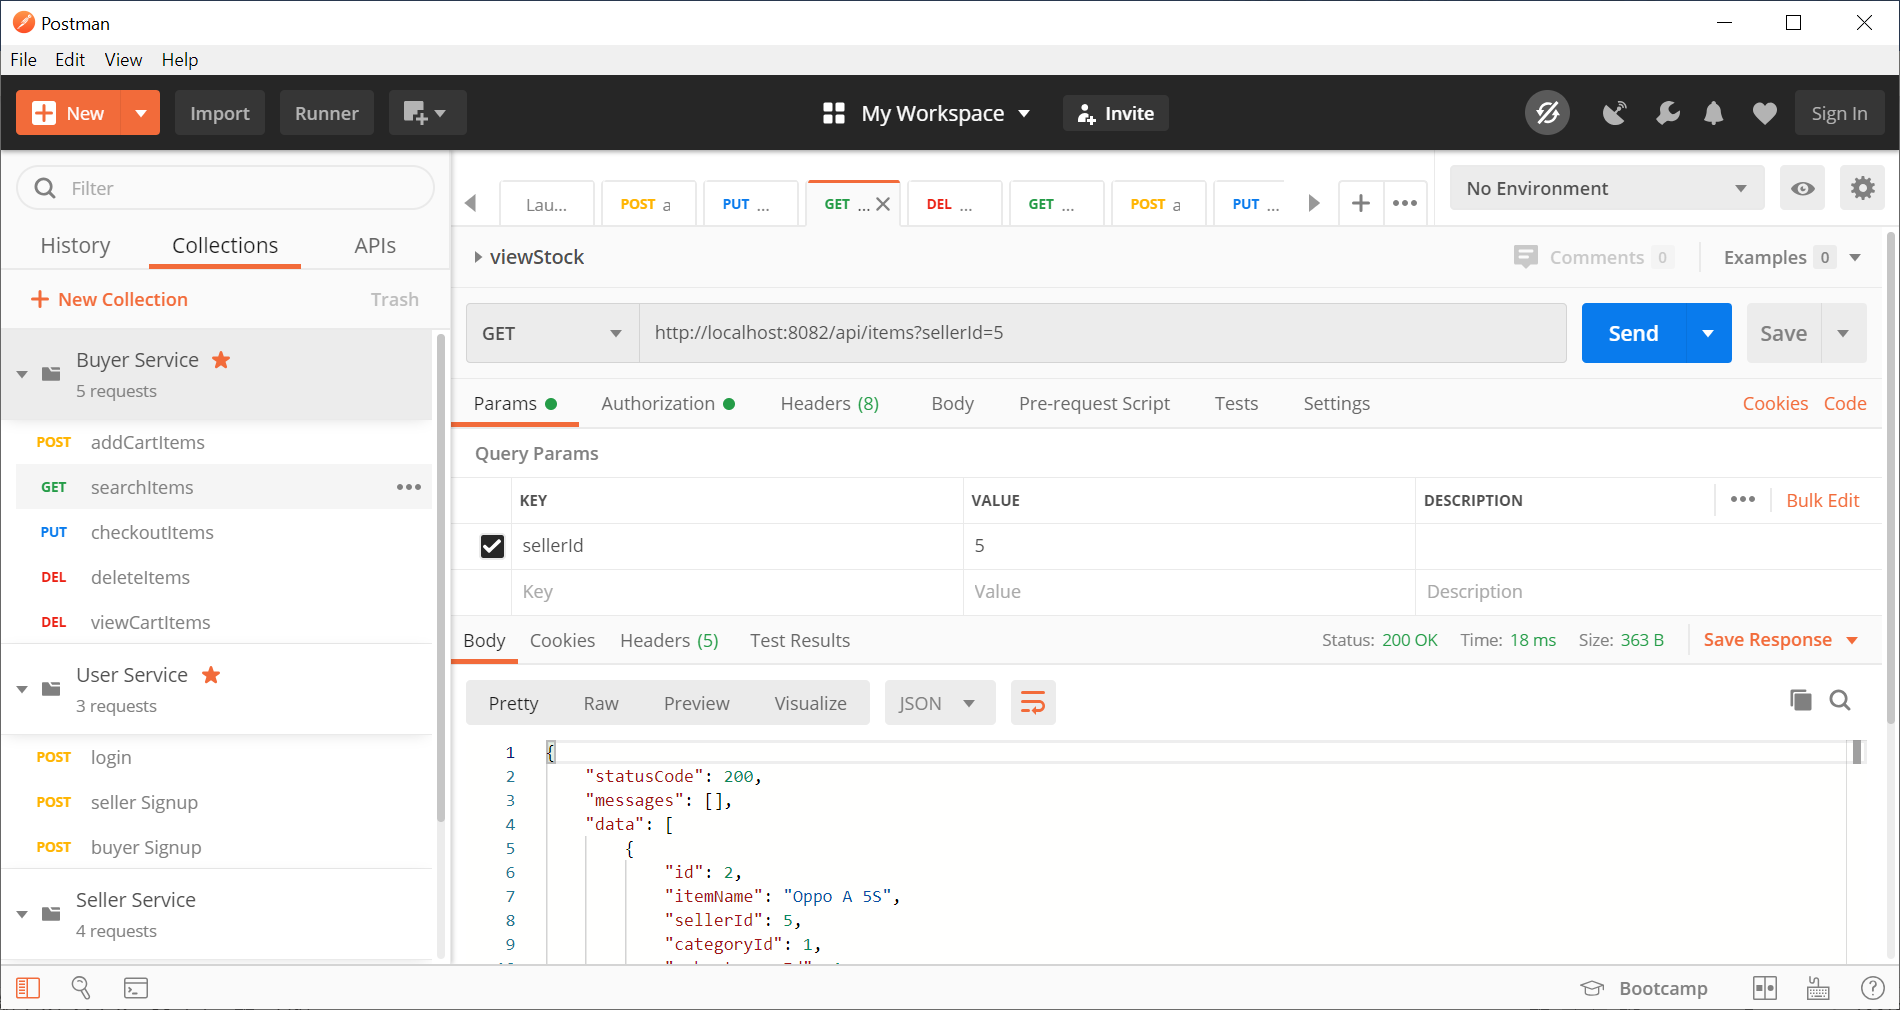 Postman
File Edit View Help
New Import Runner My Workspace Invite Sign In
Filter
History Collections APIs
New Collection Trash
Buyer Service
5 requests
POST addCartItems
GET searchItems
PUT checkoutItems
DEL deleteItems
DEL viewCartItems
User Service
3 requests
POST login
POST seller Signup
POST buyer Signup
Seller Service
4 requests
Lau... POST a PUT ... GET ... DEL ... GET ... POST a PUT ...
No Environment
viewStock Comments 0 Examples 0
GET http://localhost:8082/api/items?sellerId=5 Send Save
Params Authorization Headers (8) Body Pre-request Script Tests Settings Cookies Code
Query Params
KEY VALUE DESCRIPTION Bulk Edit
sellerId 5
Key Value Description
Body Cookies Headers (5) Test Results Status: 200 OK Time: 18 ms Size: 363 B Save Response
Pretty Raw Preview Visualize JSON
1 {
2 "statusCode": 200,
3 "messages": [],
4 "data": [
5 {
6 "id": 2,
7 "itemName": "Oppo A 5S",
8 "sellerId": 5,
9 "categoryId": 1,
Bootcamp